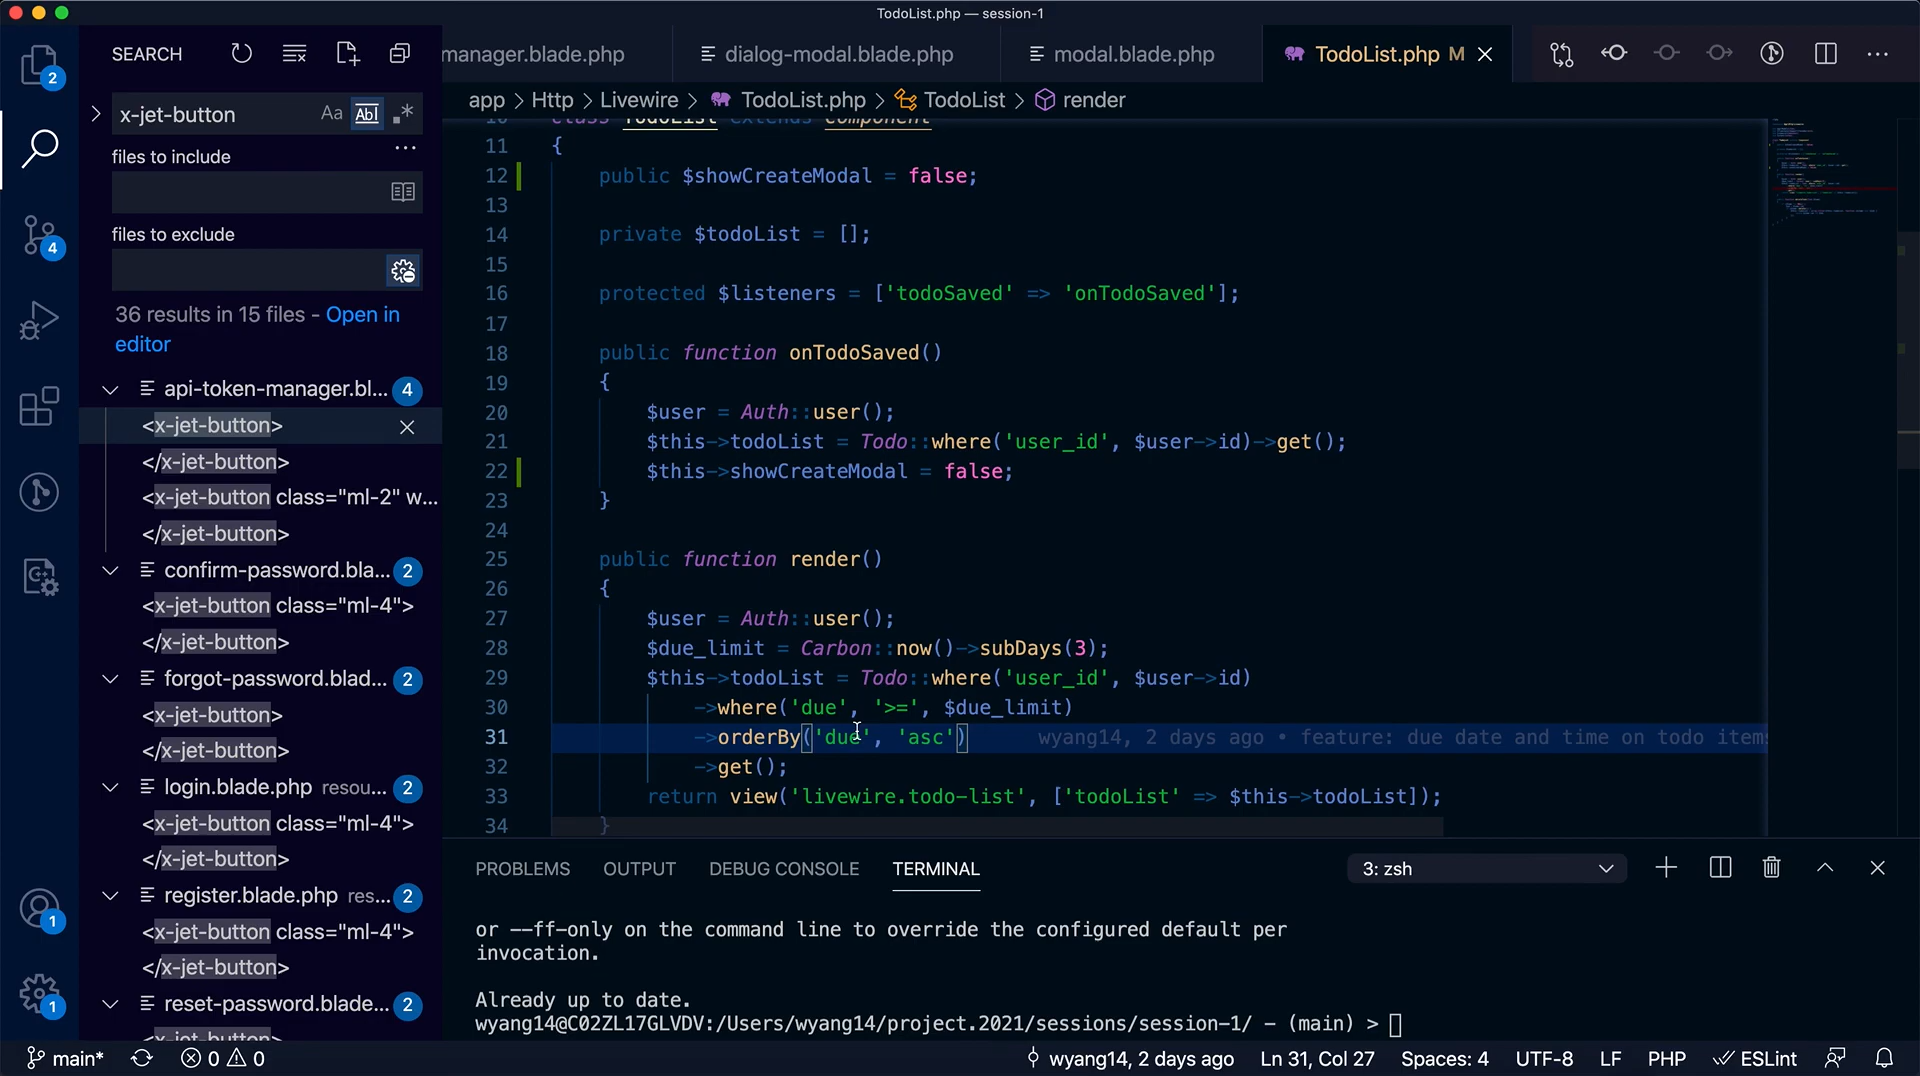 TodoList.php — session-1
SEARCH
manager.blade.php
dialog-modal.blade.php
modal.blade.php
TodoList.php M
2
x-jet-button
Aa
Abl
.*
app > Http > Livewire > TodoList.php > TodoList > render
files to include
files to exclude
4
36 results in 15 files - Open in
editor
api-token-manager.bl... 4
<x-jet-button>
</x-jet-button>
<x-jet-button class="ml-2" w...
</x-jet-button>
confirm-password.bla... 2
<x-jet-button class="ml-4">
</x-jet-button>
forgot-password.blad... 2
<x-jet-button>
</x-jet-button>
login.blade.php resou... 2
<x-jet-button class="ml-4">
</x-jet-button>
register.blade.php res... 2
<x-jet-button class="ml-4">
</x-jet-button>
reset-password.blade... 2
<x-jet-button>
1
1
10 class TodoList extends Component
11 {
12 public $showCreateModal = false;
13
14 private $todoList = [];
15
16 protected $listeners = ['todoSaved' => 'onTodoSaved'];
17
18 public function onTodoSaved()
19 {
20 $user = Auth::user();
21 $this->todoList = Todo::where('user_id', $user->id)->get();
22 $this->showCreateModal = false;
23 }
24
25 public function render()
26 {
27 $user = Auth::user();
28 $due_limit = Carbon::now()->subDays(3);
29 $this->todoList = Todo::where('user_id', $user->id)
30 ->where('due', '>=', $due_limit)
31 ->orderBy('due', 'asc') wyang14, 2 days ago • feature: due date and time on todo items
32 ->get();
33 return view('livewire.todo-list', ['todoList' => $this->todoList]);
34 }
PROBLEMS OUTPUT DEBUG CONSOLE TERMINAL
3: zsh
or --ff-only on the command line to override the configured default per
invocation.
Already up to date.
wyang14@C02ZL17GLVDV:/Users/wyang14/project.2021/sessions/session-1/ - (main) >
main* 0 0
wyang14, 2 days ago Ln 31, Col 27 Spaces: 4 UTF-8 LF PHP ESLint